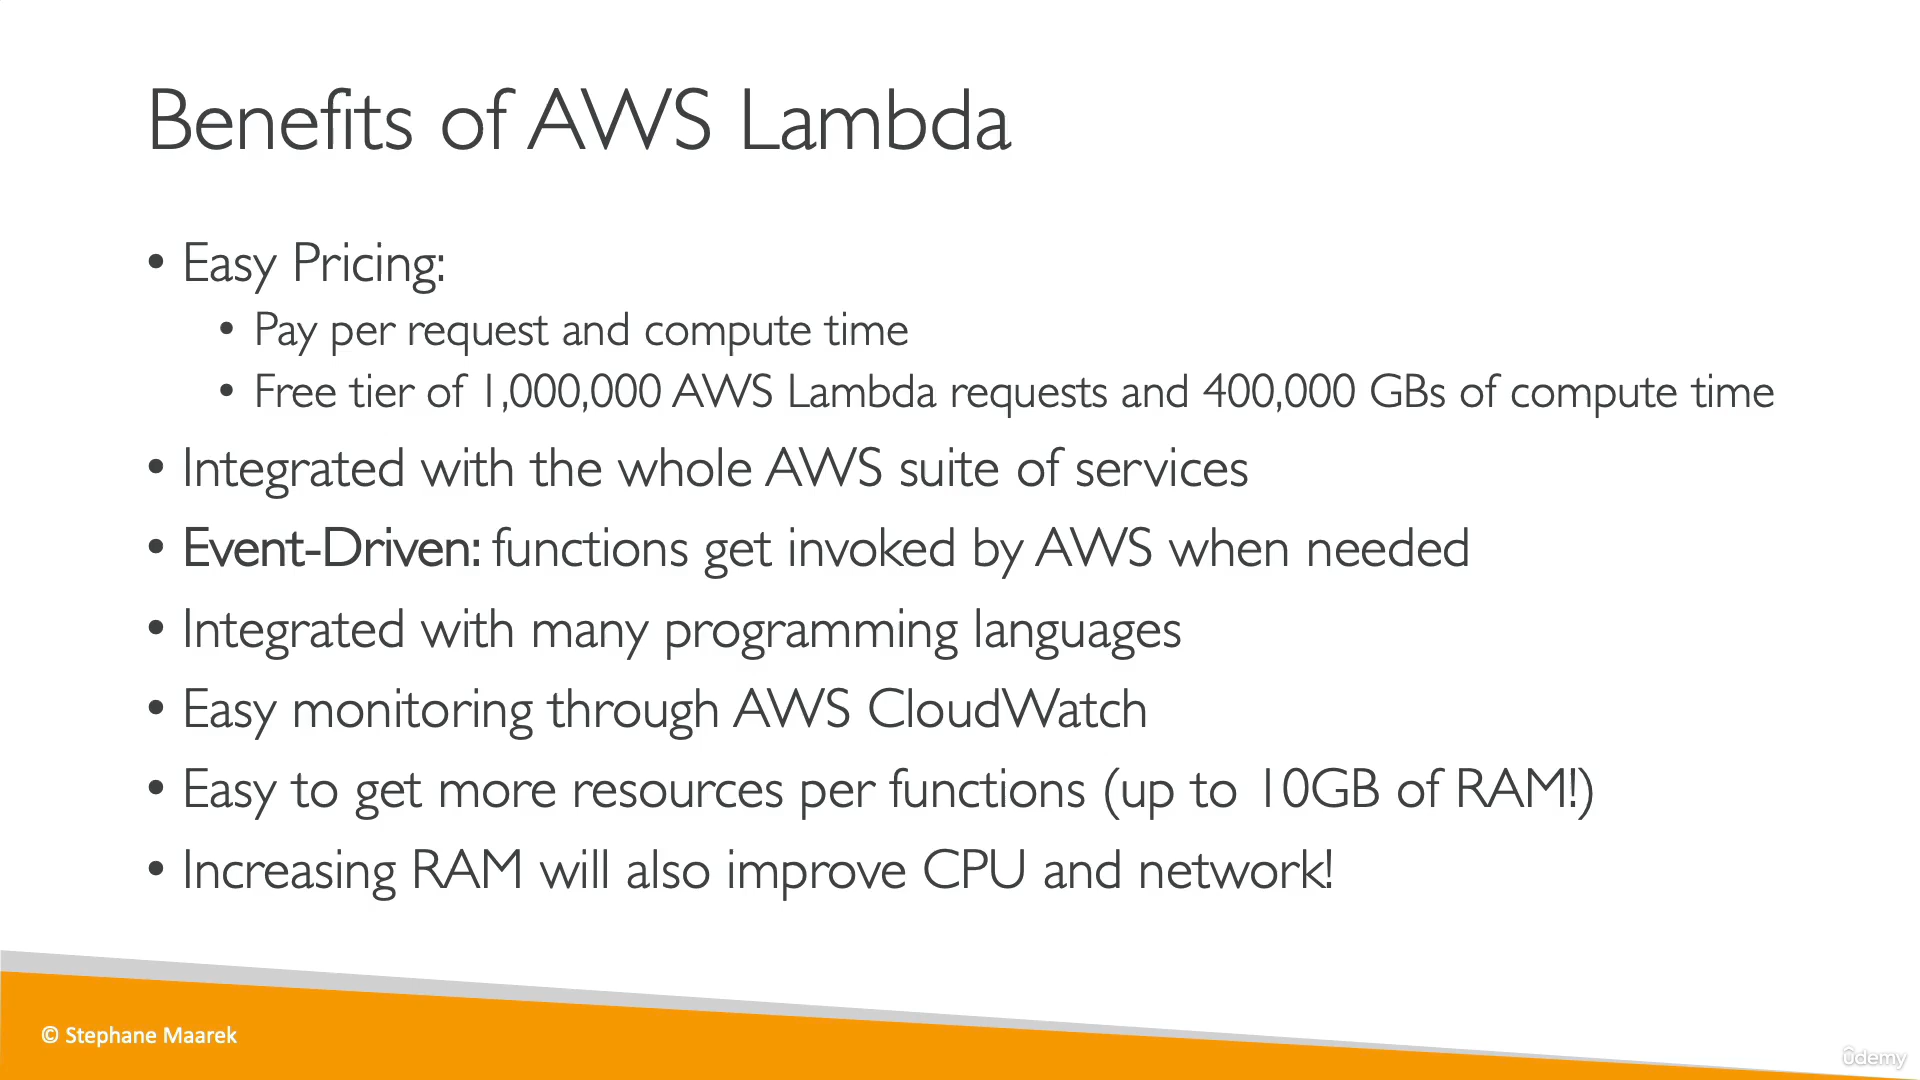 Benefits of AWS Lambda
• Easy Pricing:
• Pay per request and compute time
• Free tier of 1,000,000 AWS Lambda requests and 400,000 GBs of compute time
• Integrated with the whole AWS suite of services
• Event-Driven: functions get invoked by AWS when needed
• Integrated with many programming languages
• Easy monitoring through AWS CloudWatch
• Easy to get more resources per functions (up to 10GB of RAM!)
• Increasing RAM will also improve CPU and network!
© Stephane Maarek
ûdemy